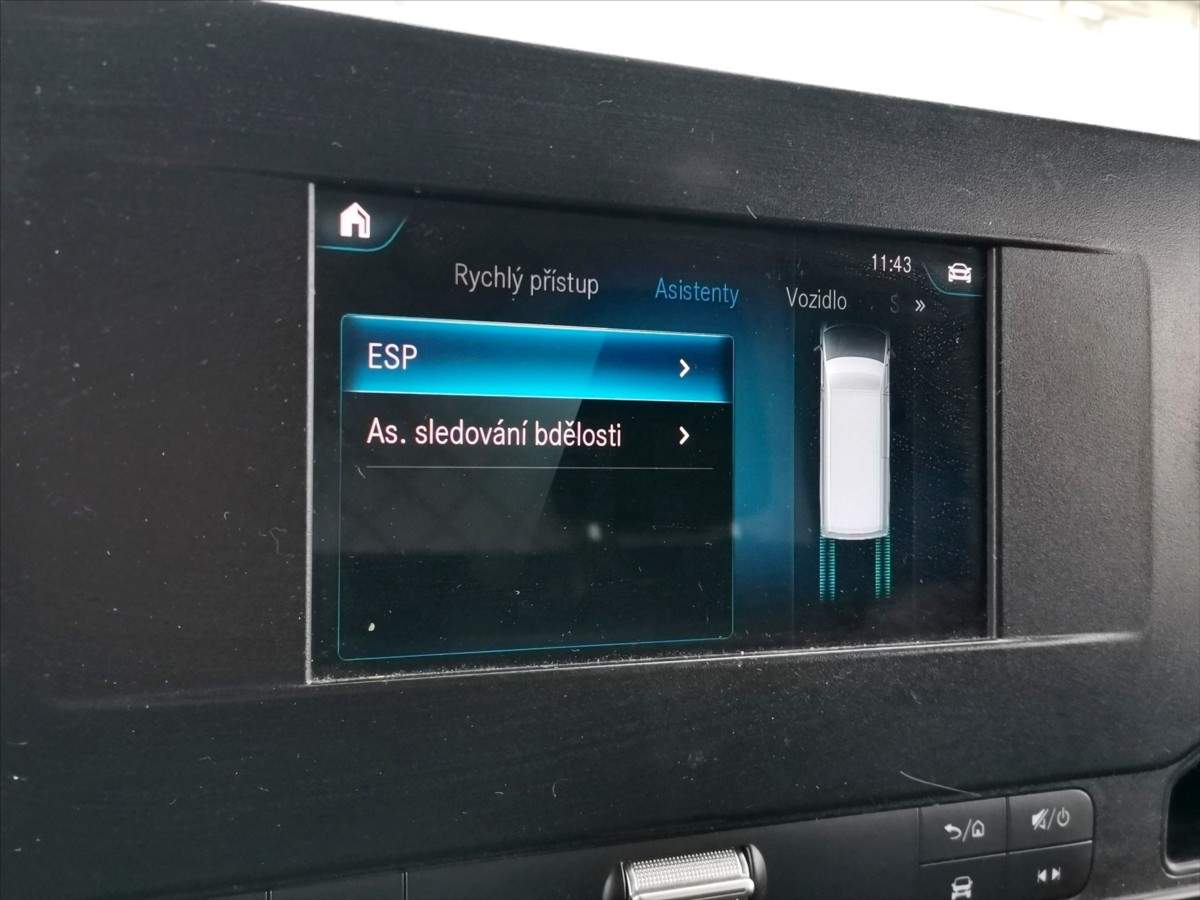 11:43
Rychlý přístup Asistenty Vozidlo S »
ESP
As. sledování bdělosti